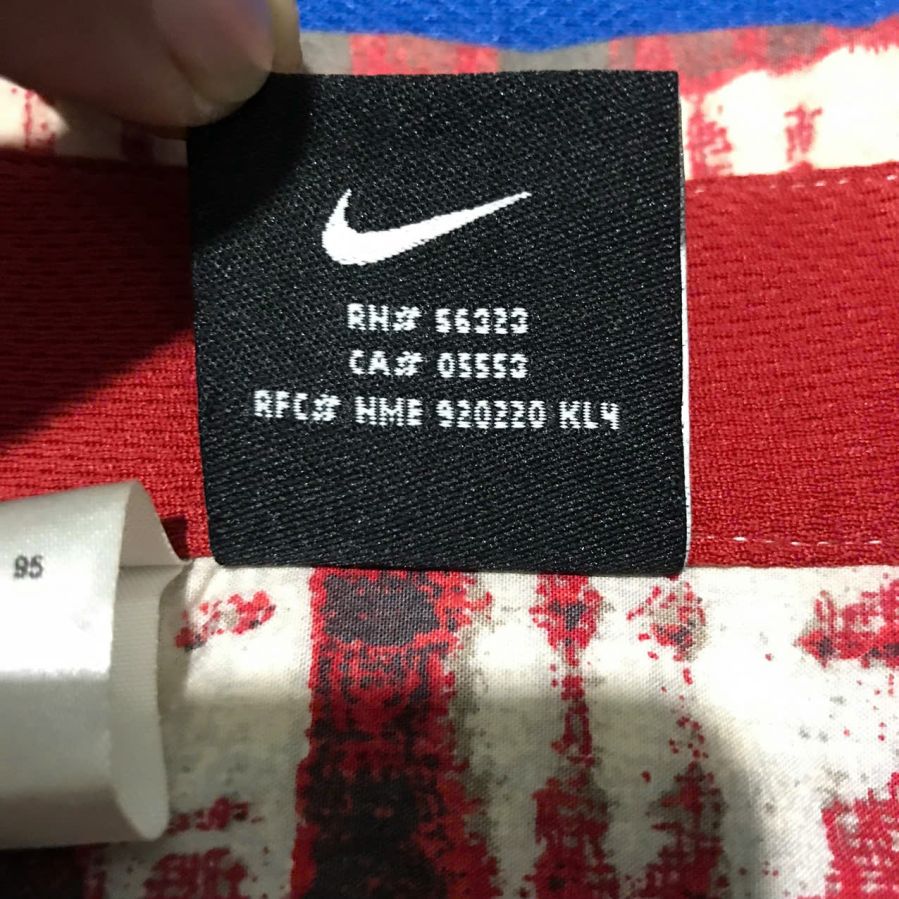 RN# 56323
CA# 05553
RFC# NME 920220 KL4
95